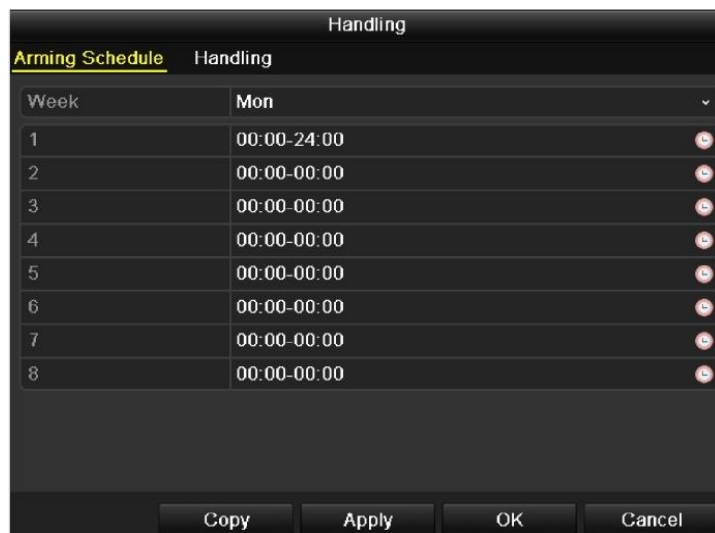 Handling
Arming Schedule Handling
Week Mon
1 00:00-24:00
2 00:00-00:00
3 00:00-00:00
4 00:00-00:00
5 00:00-00:00
6 00:00-00:00
7 00:00-00:00
8 00:00-00:00
Copy Apply OK Cancel